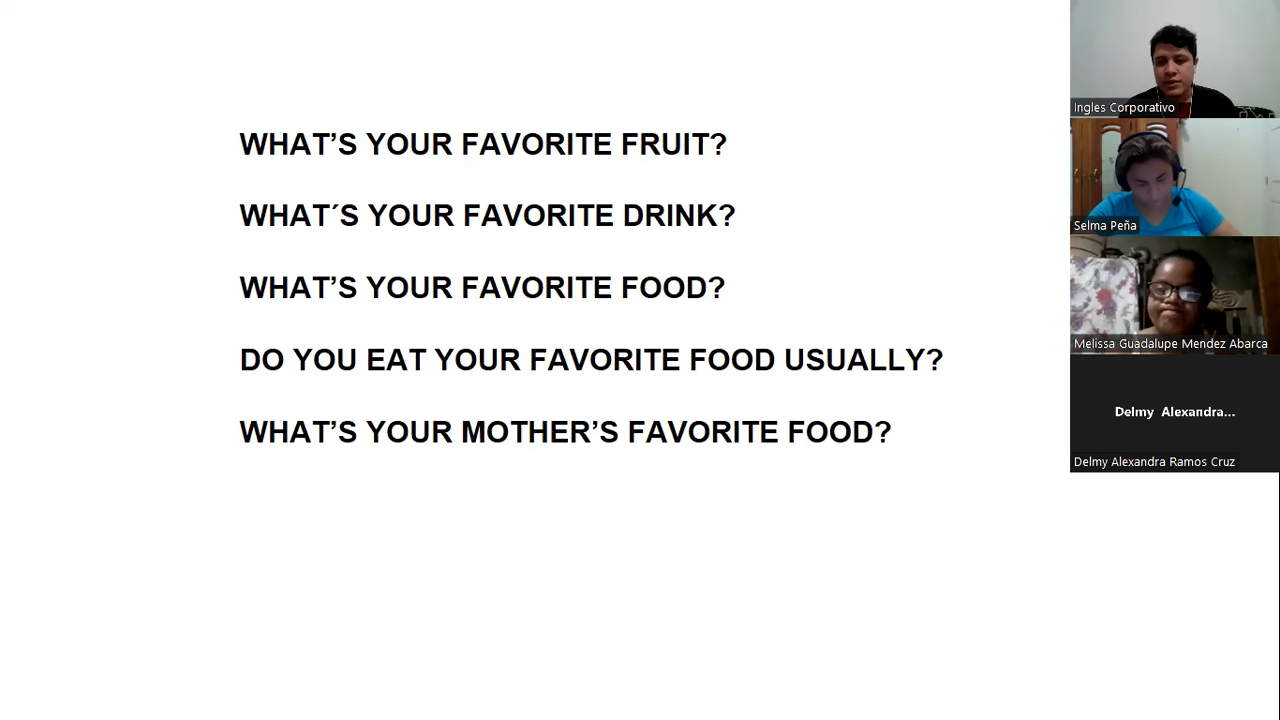 WHAT’S YOUR FAVORITE FRUIT?
WHAT´S YOUR FAVORITE DRINK?
WHAT’S YOUR FAVORITE FOOD?
DO YOU EAT YOUR FAVORITE FOOD USUALLY?
WHAT’S YOUR MOTHER’S FAVORITE FOOD?
Ingles Corporativo
Selma Peña
Melissa Guadalupe Mendez Abarca
Delmy Alexandra...
Delmy Alexandra Ramos Cruz